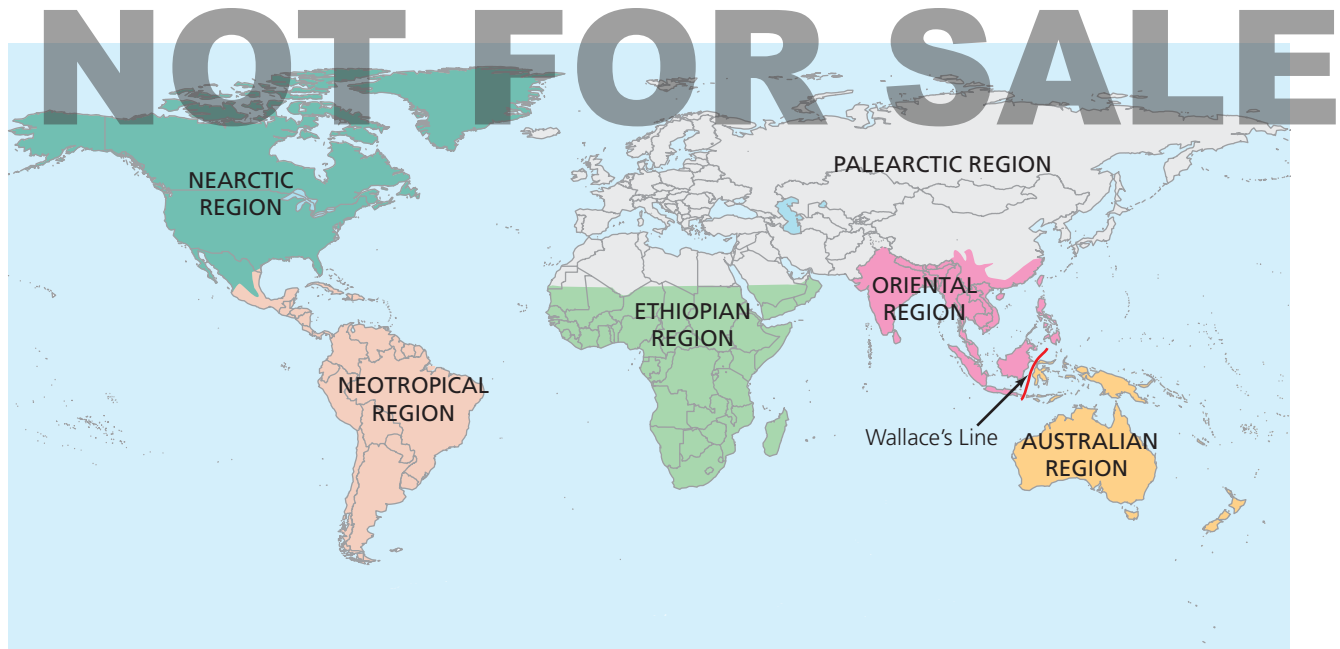 NOT FOR SALE
PALEARCTIC REGION
NEARCTIC
REGION
ORIENTAL
REGION
ETHIOPIAN
REGION
NEOTROPICAL
REGION
Wallace's Line
AUSTRALIAN
REGION